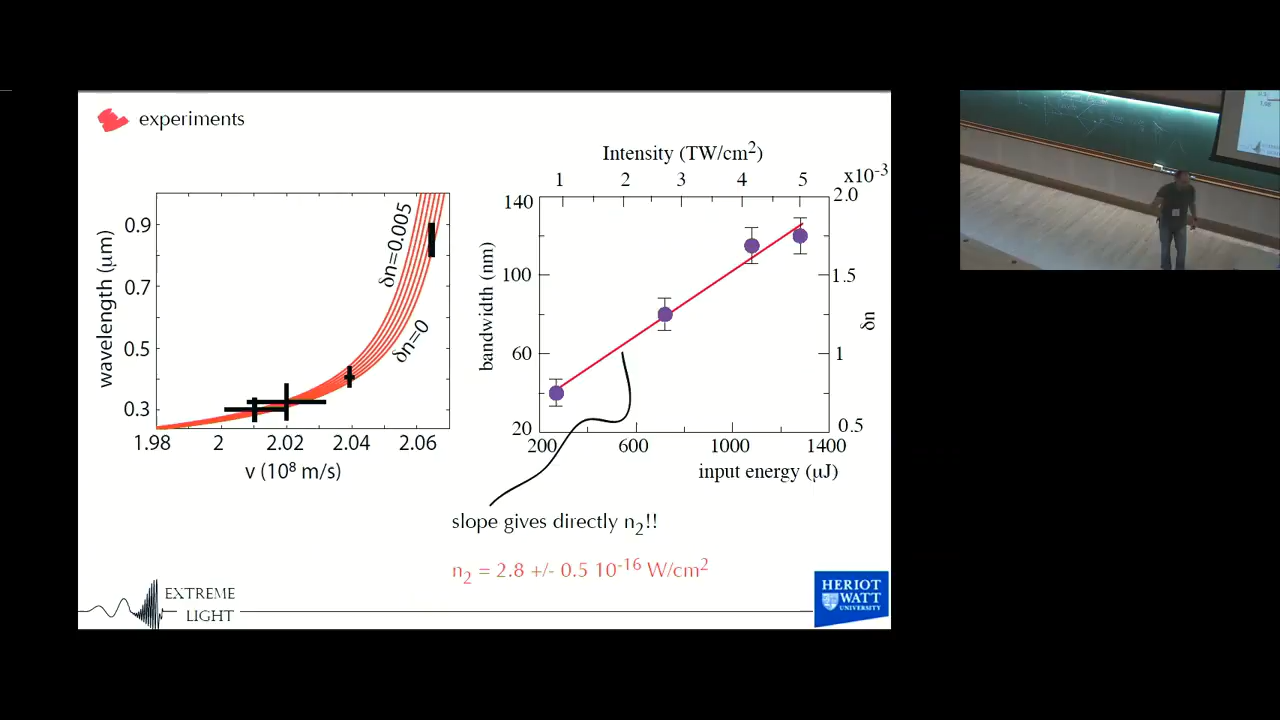 experiments
Intensity (TW/cm²)
1 2 3 4 5
x10⁻³
wavelength (μm)
0.9
0.7
0.5
0.3
δn=0.005
δn=0
1.98 2 2.02 2.04 2.06
v (10⁸ m/s)
bandwidth (nm)
140
100
60
20
2.0
1.5
1
0.5
δn
200 600 1000 1400
input energy (μJ)
slope gives directly n₂!!
n₂ = 2.8 +/- 0.5 10⁻¹⁶ W/cm²
EXTREME
LIGHT
HERIOT
WATT
UNIVERSITY